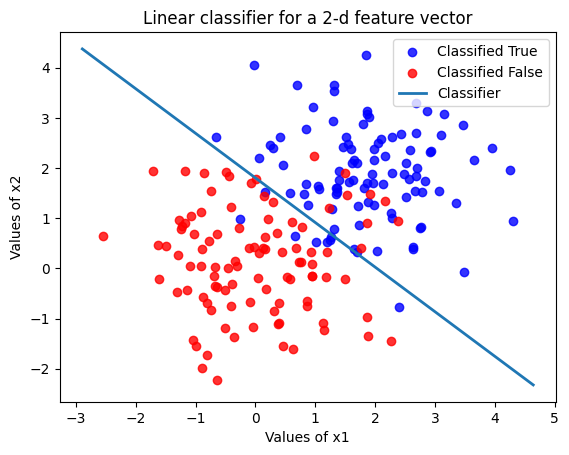 Linear classifier for a 2-d feature vector
Classified True
Classified False
Classifier
Values of x2
4
3
2
1
0
−1
−2
−3
−2
−1
0
1
2
3
4
5
Values of x1